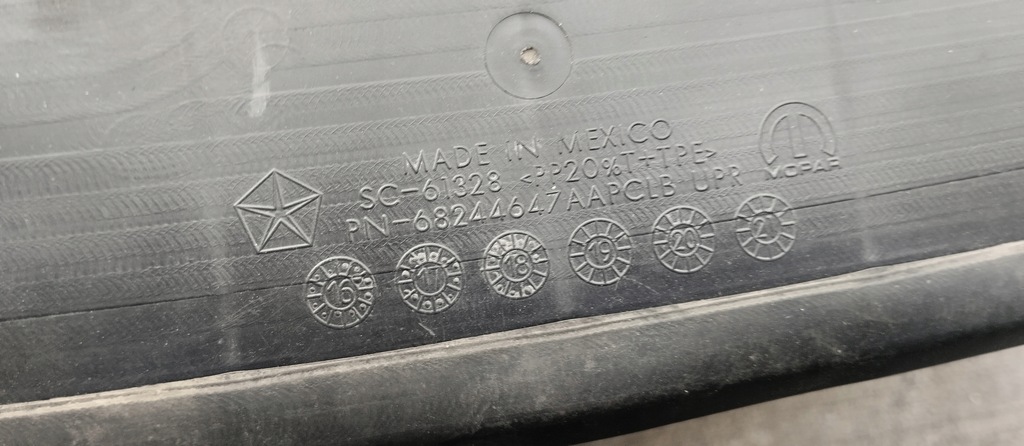 MADE IN MEXICO
SC-61328 <PP20%T+TPE>
PN-68244647AAPCLB UPR
MOPAR
16 17 18 19 20 21